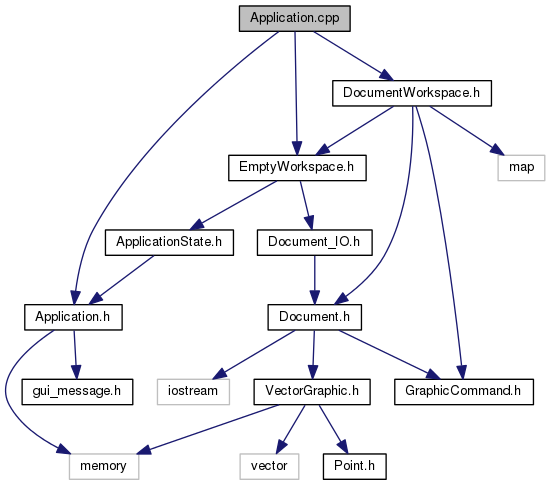 Application.cpp
DocumentWorkspace.h
EmptyWorkspace.h
map
ApplicationState.h
Document_IO.h
Application.h
Document.h
gui_message.h
iostream
VectorGraphic.h
GraphicCommand.h
memory
vector
Point.h